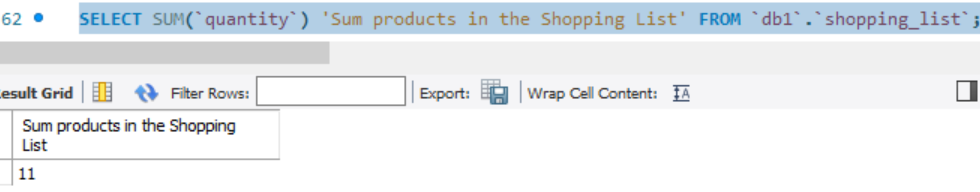 62 SELECT SUM(`quantity`) 'Sum products in the Shopping List' FROM `db1`.`shopping_list`;
esult Grid Filter Rows: Export: Wrap Cell Content: IA
Sum products in the Shopping
List
11